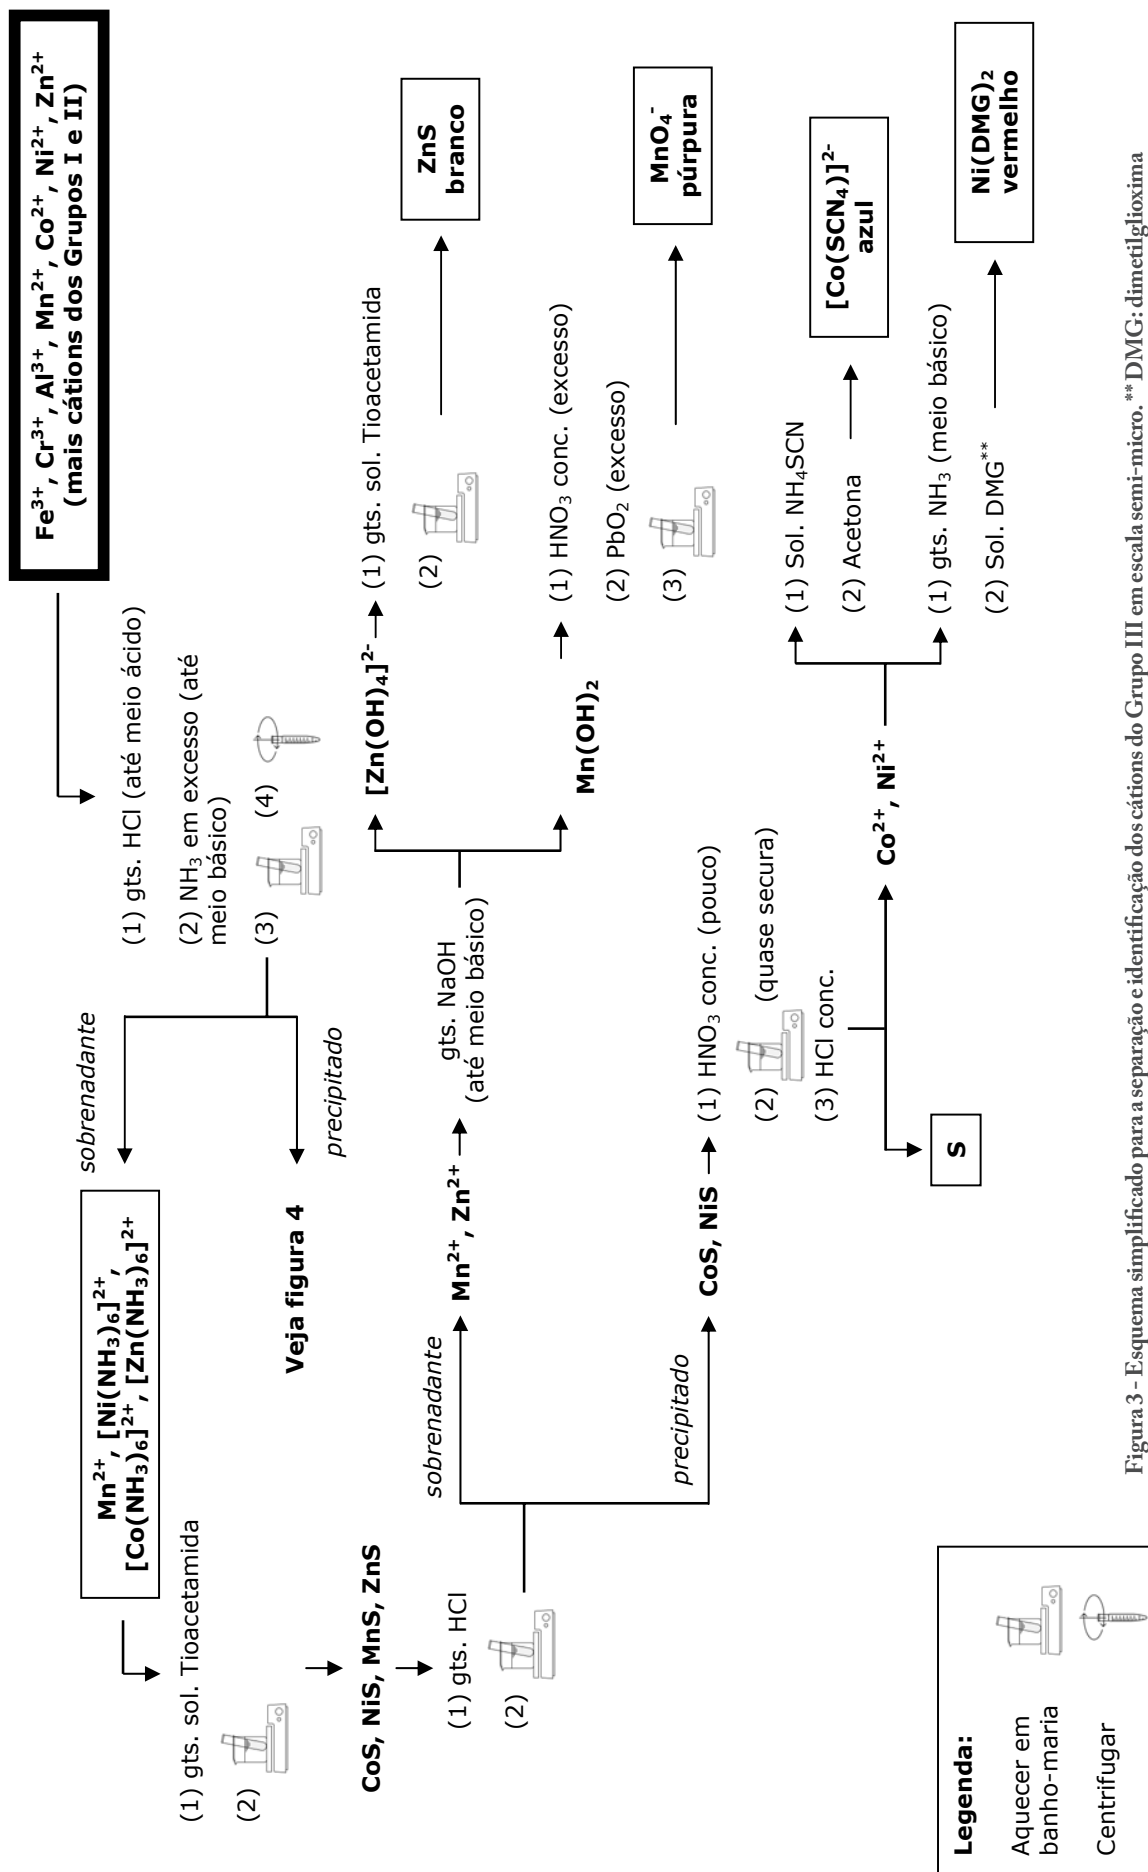 Fe³⁺, Cr³⁺, Al³⁺, Mn²⁺, Co²⁺, Ni²⁺, Zn²⁺
(mais cátions dos Grupos I e II)
(1) gts. HCl (até meio ácido)
(2) NH₃ em excesso (até
meio básico)
(3)
(4)
sobrenadante
precipitado
Mn²⁺, [Ni(NH₃)₆]²⁺,
[Co(NH₃)₆]²⁺, [Zn(NH₃)₆]²⁺
Veja figura 4
(1) gts. sol. Tioacetamida
(2)
CoS, NiS, MnS, ZnS
(1) gts. HCl
(2)
sobrenadante
precipitado
Mn²⁺, Zn²⁺
gts. NaOH
(até meio básico)
[Zn(OH)₄]²⁻
(1) gts. sol. Tioacetamida
(2)
ZnS
branco
Mn(OH)₂
(1) HNO₃ conc. (excesso)
(2) PbO₂ (excesso)
(3)
MnO₄⁻
púrpura
CoS, NiS
(1) HNO₃ conc. (pouco)
(2)
(quase secura)
(3) HCl conc.
S
Co²⁺, Ni²⁺
(1) Sol. NH₄SCN
(2) Acetona
[Co(SCN₄)]²⁻
azul
(1) gts. NH₃ (meio básico)
(2) Sol. DMG**
Ni(DMG)₂
vermelho
Legenda:
Aquecer em
banho-maria
Centrifugar
Figura 3 - Esquema simplificado para a separação e identificação dos cátions do Grupo III em escala semi-micro. ** DMG: dimetilglioxima